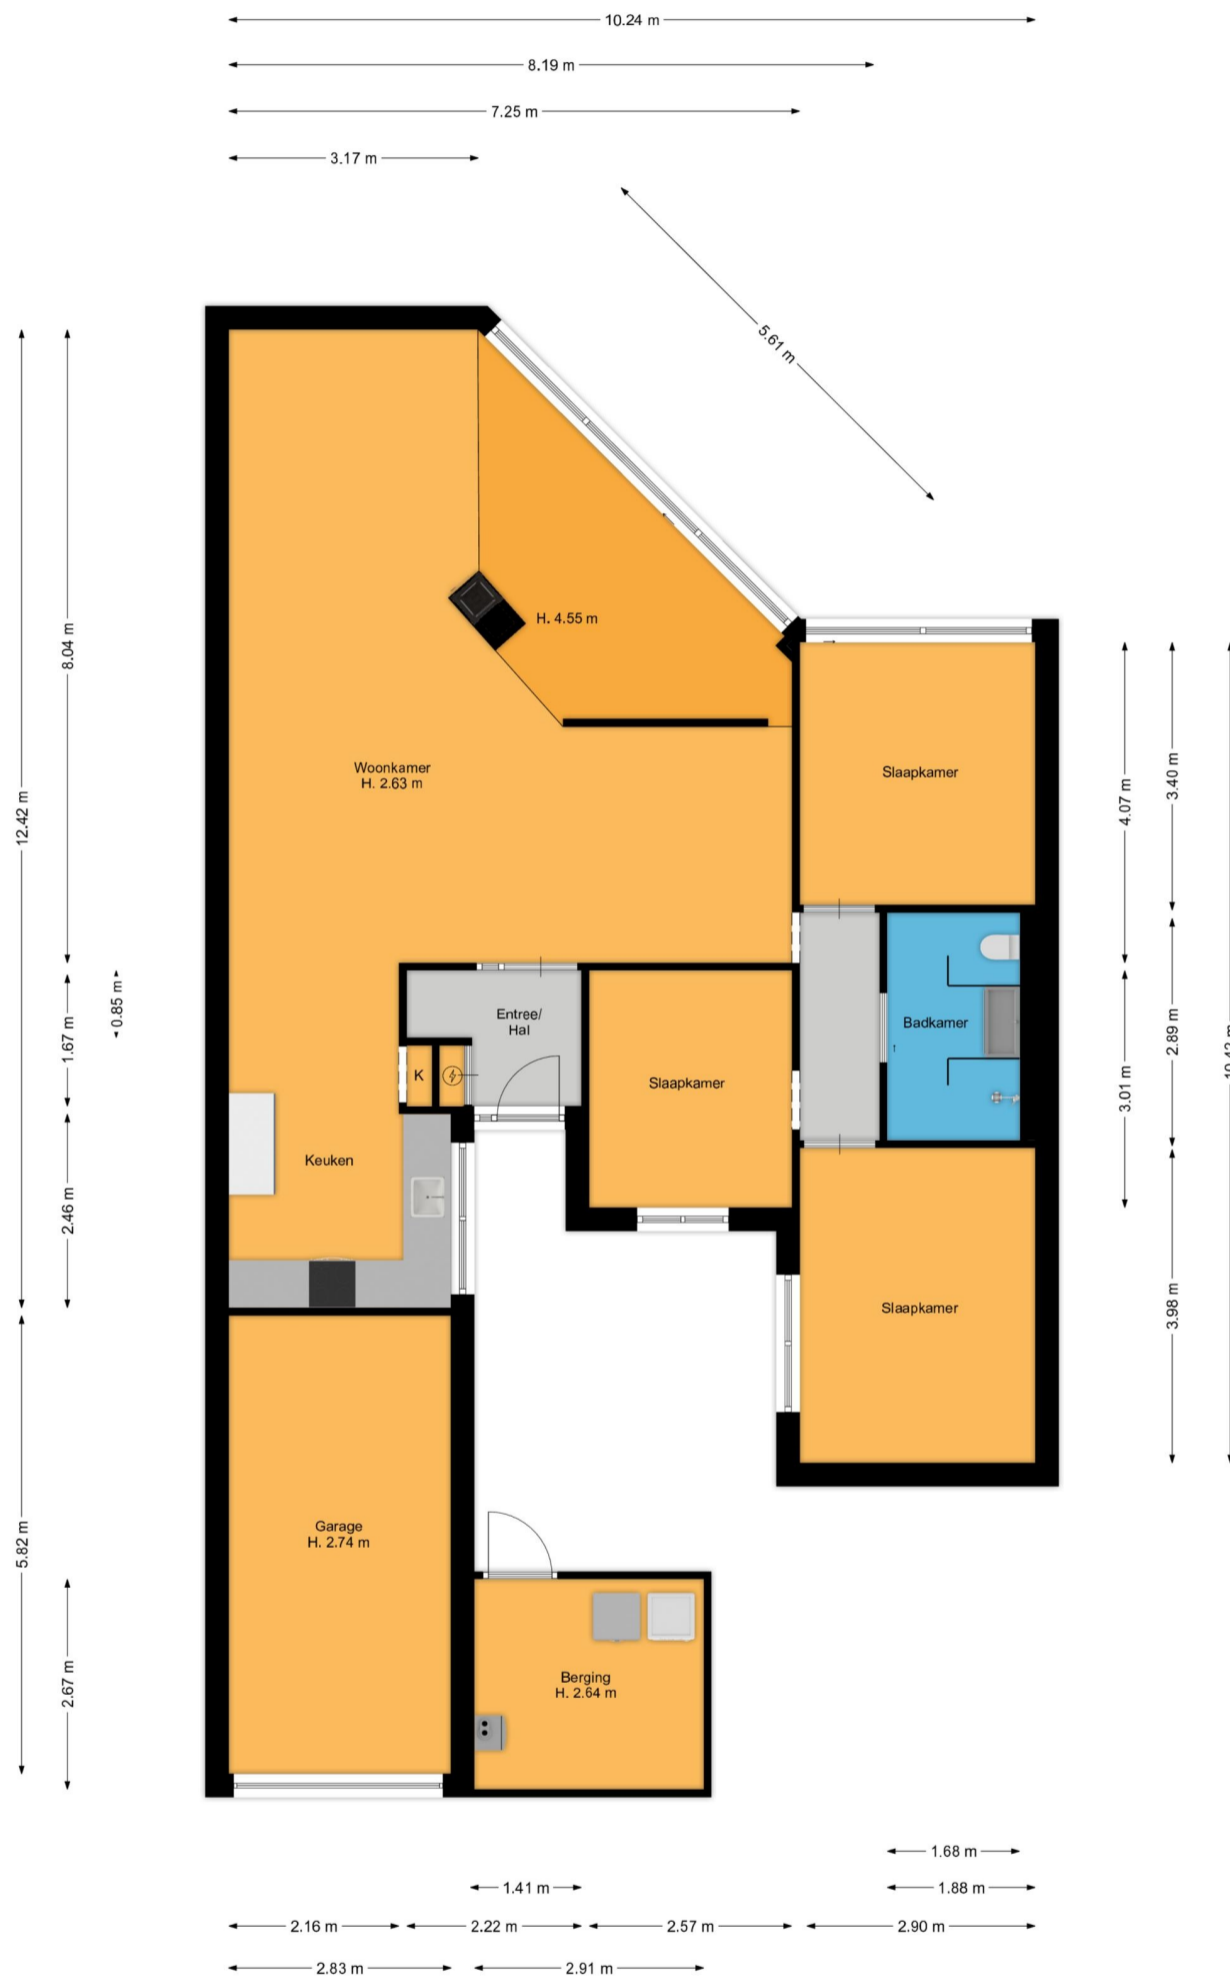 10.24 m
8.19 m
7.25 m
3.17 m
5.61 m
H. 4.55 m
8.04 m
12.42 m
Woonkamer
H. 2.63 m
Slaapkamer
4.07 m
3.40 m
0.85 m
1.67 m
Entree/
Hal
K
Slaapkamer
Badkamer
2.89 m
3.01 m
Keuken
2.46 m
Slaapkamer
3.98 m
Garage
H. 2.74 m
5.82 m
2.67 m
Berging
H. 2.64 m
1.68 m
1.41 m
1.88 m
2.16 m
2.22 m
2.57 m
2.90 m
2.83 m
2.91 m